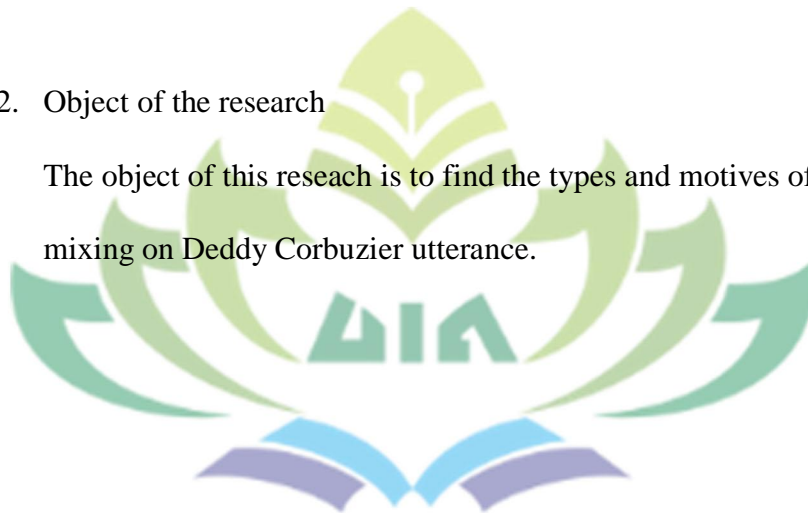 2. Object of the research
The object of this reseach is to find the types and motives of
mixing on Deddy Corbuzier utterance.
UIN